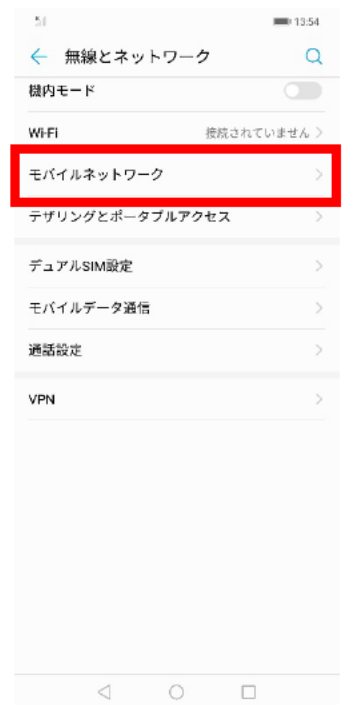 13:54
無線とネットワーク
機内モード
Wi-Fi 接続されていません
モバイルネットワーク
テザリングとポータブルアクセス
デュアルSIM設定
モバイルデータ通信
通話設定
VPN